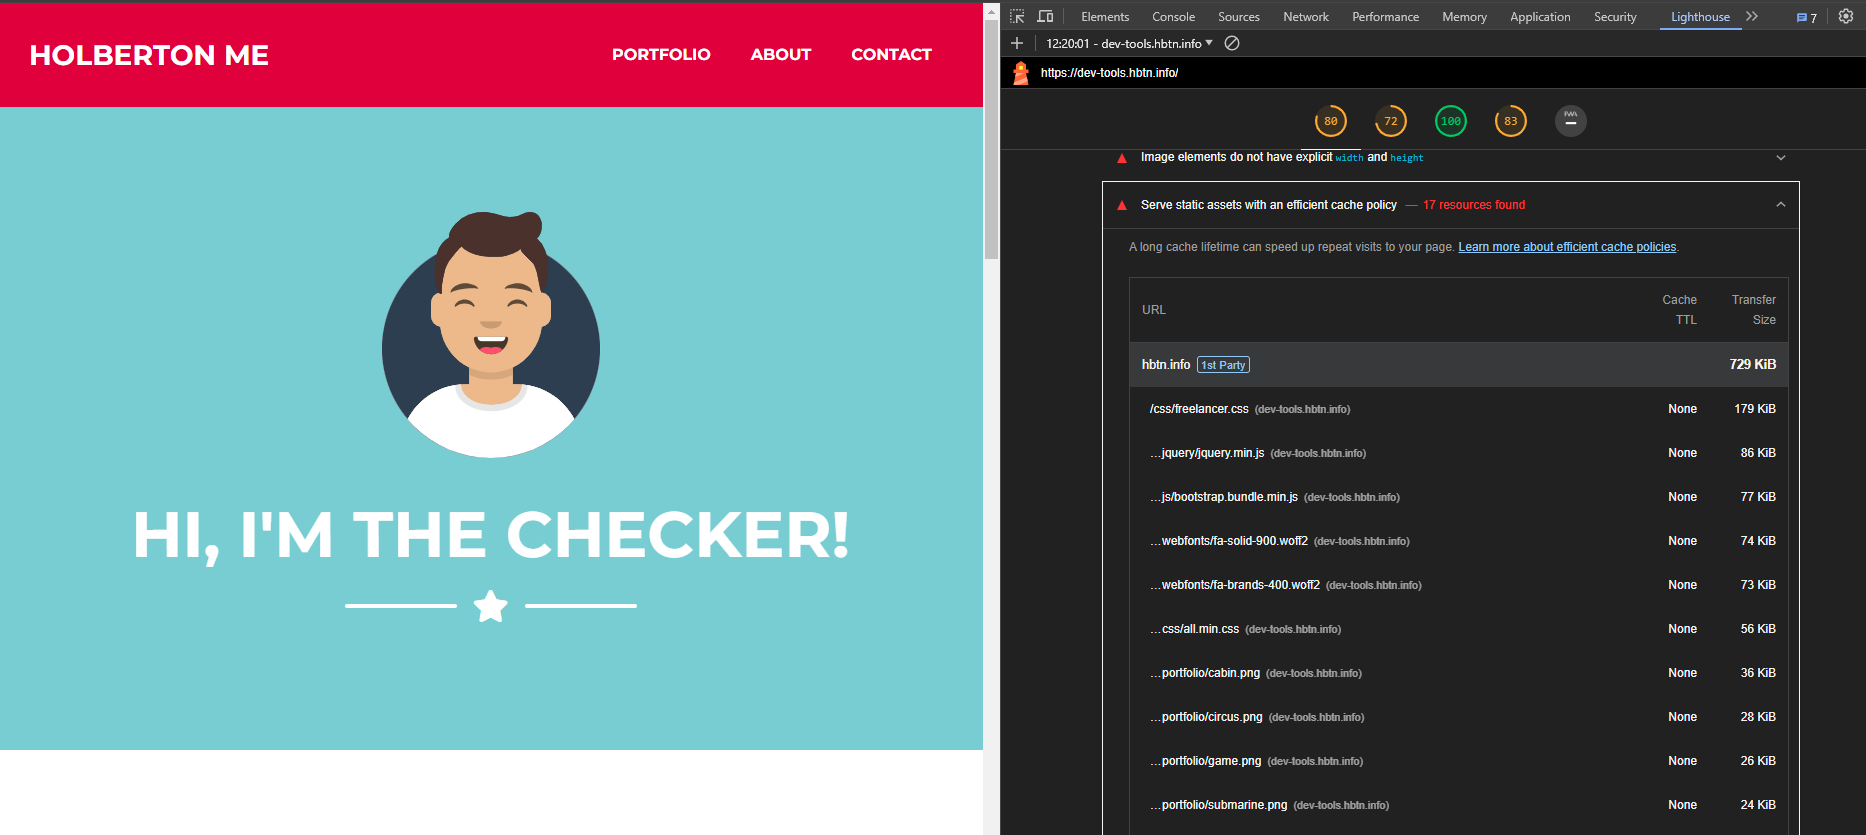 HOLBERTON ME
PORTFOLIO ABOUT CONTACT
HI, I'M THE CHECKER!
Elements Console Sources Network Performance Memory Application Security Lighthouse 7
12:20:01 - dev-tools.hbtn.info
https://dev-tools.hbtn.info/
80 72 100 83 PWA
Image elements do not have explicit width and height
Serve static assets with an efficient cache policy — 17 resources found
A long cache lifetime can speed up repeat visits to your page. Learn more about efficient cache policies.
URL Cache TTL Transfer Size
hbtn.info 1st Party 729 KiB
/css/freelancer.css (dev-tools.hbtn.info) None 179 KiB
…jquery/jquery.min.js (dev-tools.hbtn.info) None 86 KiB
…js/bootstrap.bundle.min.js (dev-tools.hbtn.info) None 77 KiB
…webfonts/fa-solid-900.woff2 (dev-tools.hbtn.info) None 74 KiB
…webfonts/fa-brands-400.woff2 (dev-tools.hbtn.info) None 73 KiB
…css/all.min.css (dev-tools.hbtn.info) None 56 KiB
…portfolio/cabin.png (dev-tools.hbtn.info) None 36 KiB
…portfolio/circus.png (dev-tools.hbtn.info) None 28 KiB
…portfolio/game.png (dev-tools.hbtn.info) None 26 KiB
…portfolio/submarine.png (dev-tools.hbtn.info) None 24 KiB